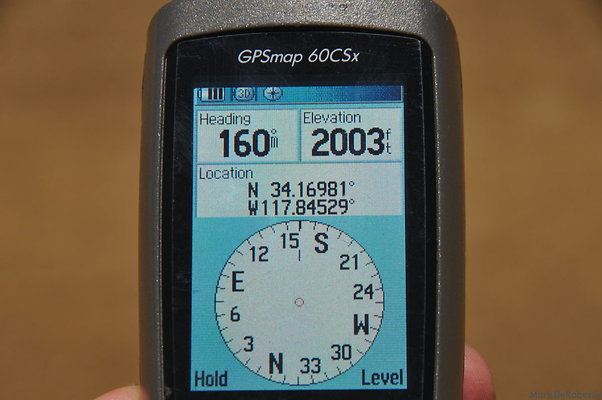 GPSmap 60CSx
3D
Heading Elevation
160°m 2003ft
Location
N 34.16981°
W117.84529°
15 S
12 21
E 24
6 W
3 30
N 33
Hold Level